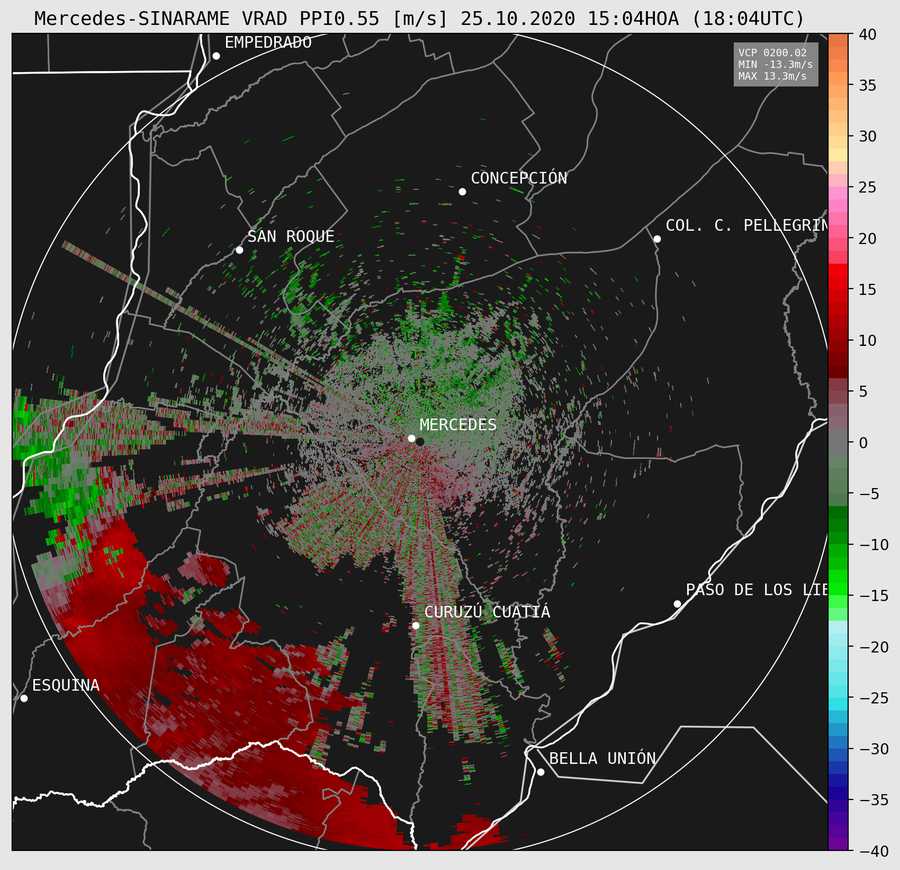 Mercedes-SINARAME VRAD PPI0.55 [m/s] 25.10.2020 15:04HOA (18:04UTC)
EMPEDRADO
VCP 0200.02
MIN -13.3m/s
MAX 13.3m/s
CONCEPCIÓN
COL. C. PELLEGRIN
SAN ROQUE
MERCEDES
PASO DE LOS LIE
CURUZÚ CUATIÁ
ESQUINA
BELLA UNIÓN
40
35
30
25
20
15
10
5
0
−5
−10
−15
−20
−25
−30
−35
−40